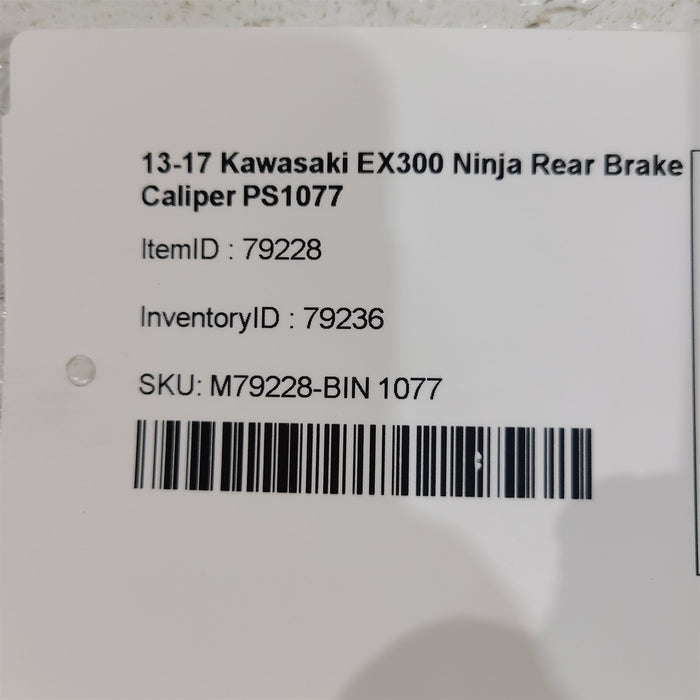 13-17 Kawasaki EX300 Ninja Rear Brake
Caliper PS1077
ItemID : 79228
InventoryID : 79236
SKU: M79228-BIN 1077